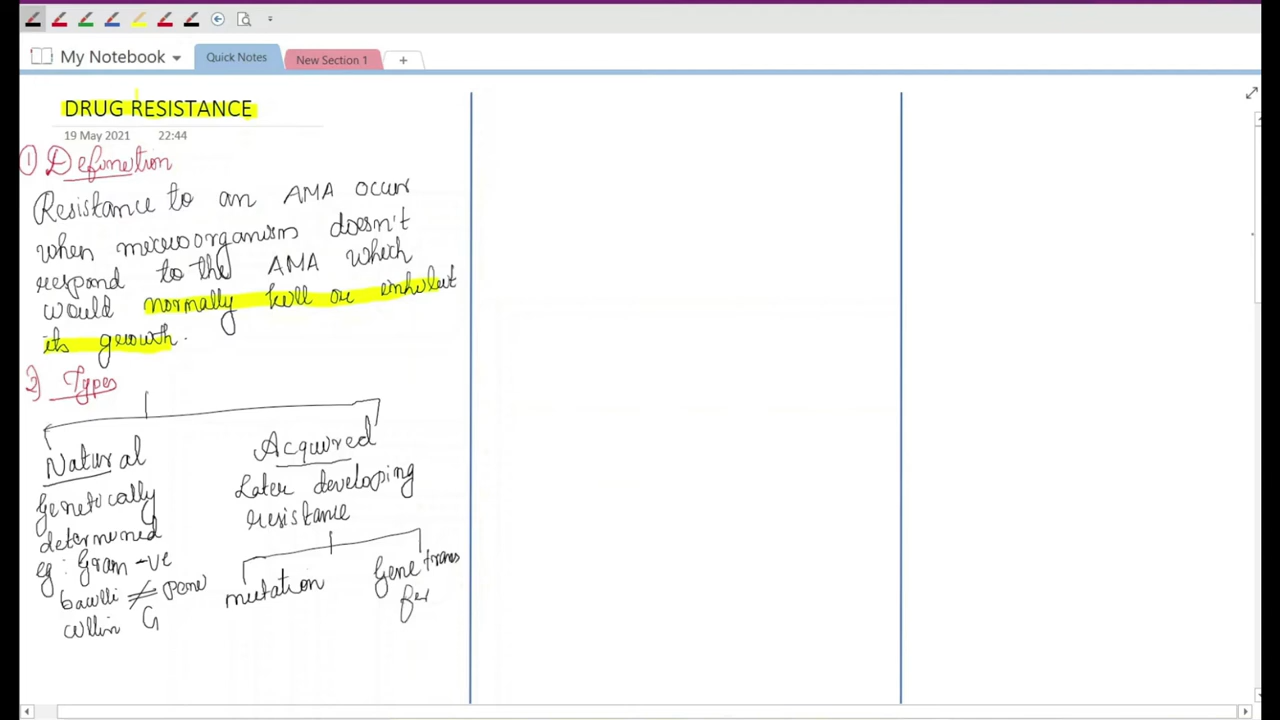 My Notebook
Quick Notes
New Section 1
DRUG RESISTANCE
19 May 2021 22:44
1 Definition
Resistance to an AMA occur
when microorganism doesn't
respond to the AMA which
would normally kill or inhibit
its growth.
2) Types
Natural
Genetically
determined
eg: Gram -ve
bacilli ≠ peni
cillin G
Acquired
Later developing
resistance
mutation
Gene trans
fer